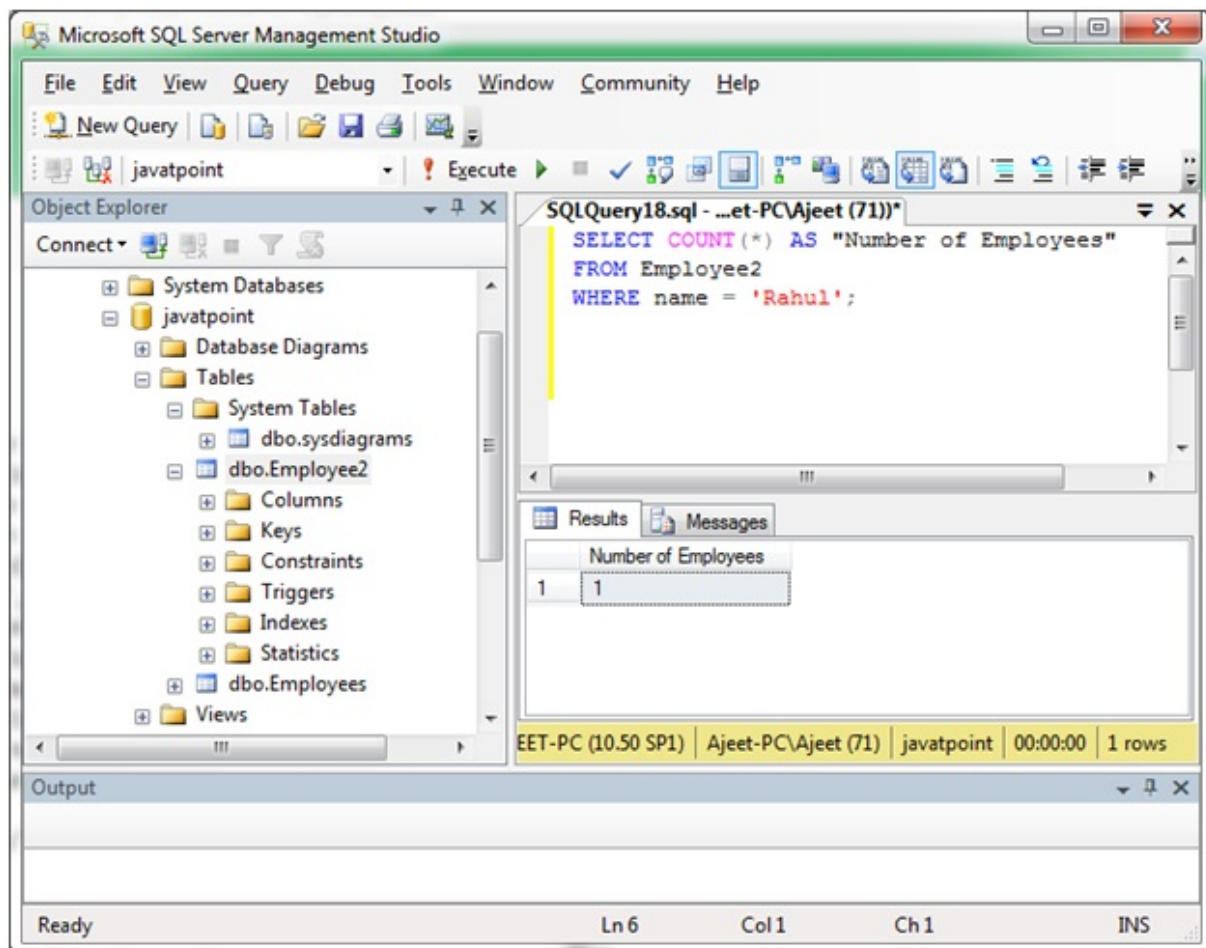 Microsoft SQL Server Management Studio
File Edit View Query Debug Tools Window Community Help
New Query
javatpoint Execute
Object Explorer
Connect
System Databases
javatpoint
Database Diagrams
Tables
System Tables
dbo.sysdiagrams
dbo.Employee2
Columns
Keys
Constraints
Triggers
Indexes
Statistics
dbo.Employees
Views
SQLQuery18.sql - ...et-PC\Ajeet (71))*
SELECT COUNT(*) AS "Number of Employees"
FROM Employee2
WHERE name = 'Rahul';
Results Messages
Number of Employees
1 1
EET-PC (10.50 SP1) Ajeet-PC\Ajeet (71) javatpoint 00:00:00 1 rows
Output
Ready Ln 6 Col 1 Ch 1 INS